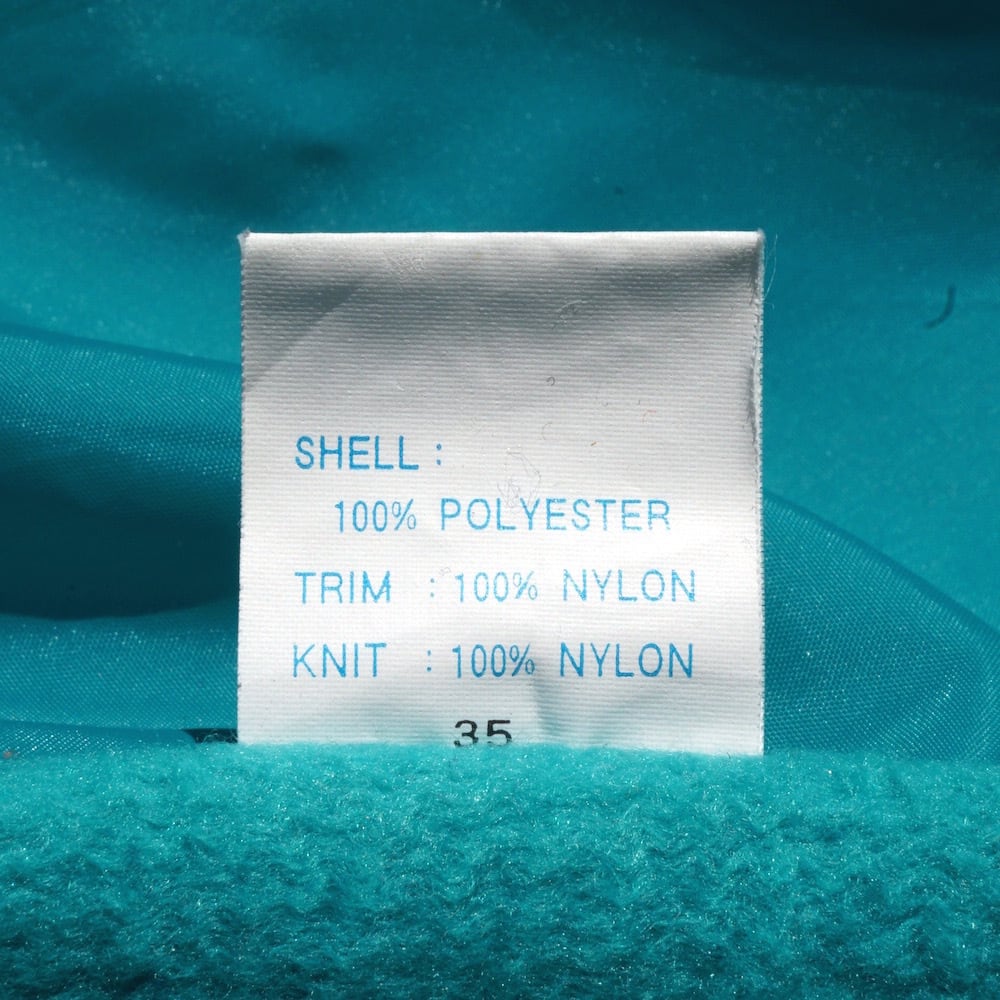 SHELL :
100% POLYESTER
TRIM : 100% NYLON
KNIT : 100% NYLON
35